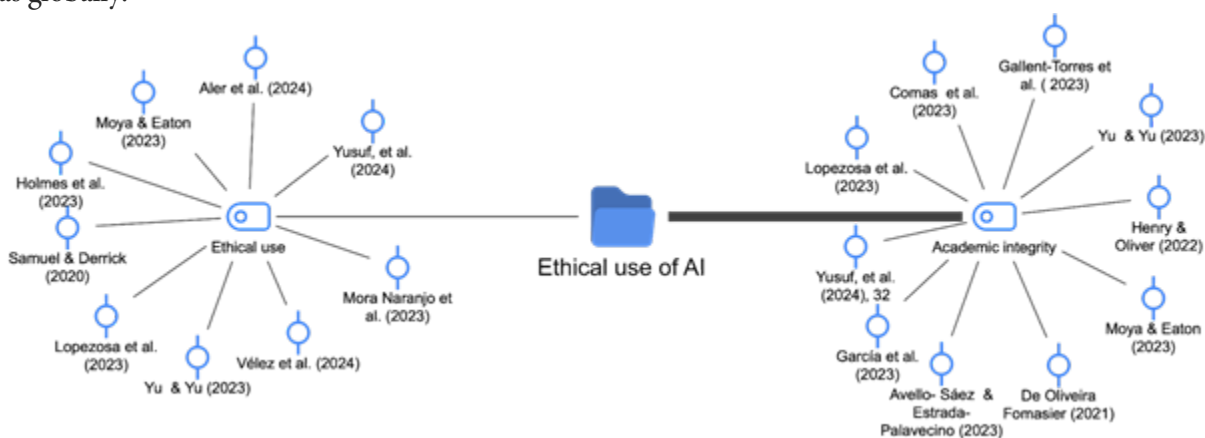 as globally.
Aler et al. (2024)
Moya & Eaton
(2023)
Yusuf, et al.
(2024)
Holmes et al.
(2023)
Samuel & Derrick
(2020)
Ethical use
Mora Naranjo et
al. (2023)
Lopezosa et al.
(2023)
Yu & Yu (2023)
Vélez et al. (2024)
Ethical use of AI
Gallent-Torres et
al. ( 2023)
Comas et al.
(2023)
Yu & Yu (2023)
Lopezosa et al.
(2023)
Henry &
Oliver (2022)
Academic integrity
Yusuf, et al.
(2024), 32
Moya & Eaton
(2023)
García et al.
(2023)
Avello- Sáez &
Estrada-
Palavecino (2023)
De Oliveira
Fornasier (2021)